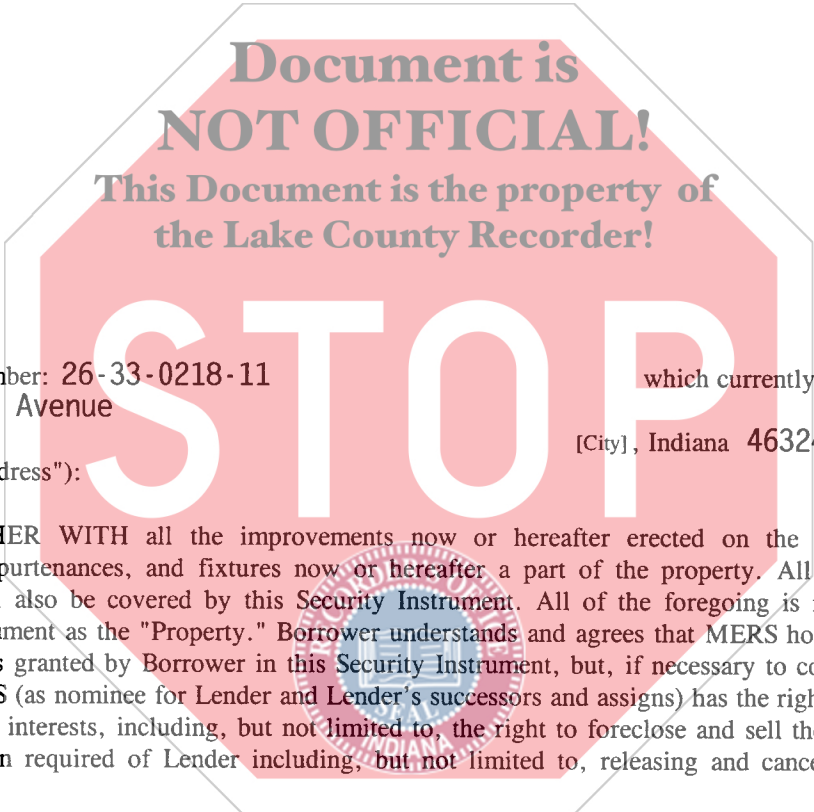 Document is
NOT OFFICIAL!
This Document is the property of
the Lake County Recorder!
STOP
nber: 26-33-0218-11 which currently
Avenue
[City], Indiana 46324
dress"):
HER WITH all the improvements now or hereafter erected on the
purtenances, and fixtures now or hereafter a part of the property. All
also be covered by this Security Instrument. All of the foregoing is
ument as the "Property." Borrower understands and agrees that MERS ho
s granted by Borrower in this Security Instrument, but, if necessary to co
S (as nominee for Lender and Lender's successors and assigns) has the righ
interests, including, but not limited to, the right to foreclose and sell the
n required of Lender including, but not limited to, releasing and cance
SEAL
INDIANA